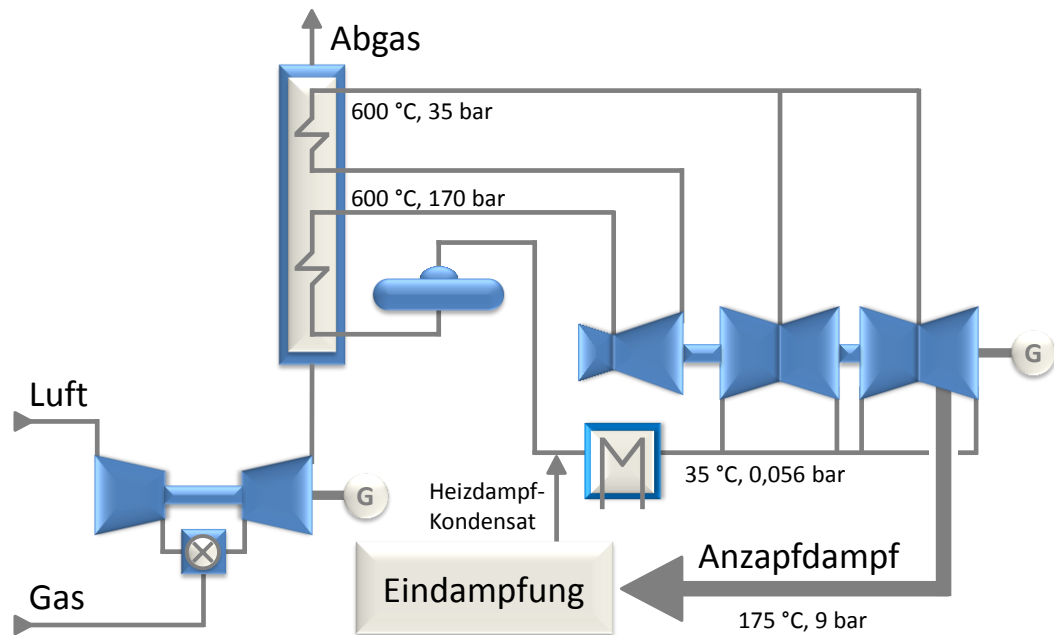 Abgas
600 °C, 35 bar
600 °C, 170 bar
G
Luft
35 °C, 0,056 bar
Heizdampf-
Kondensat
G
Anzapfdampf
Eindampfung
Gas
175 °C, 9 bar